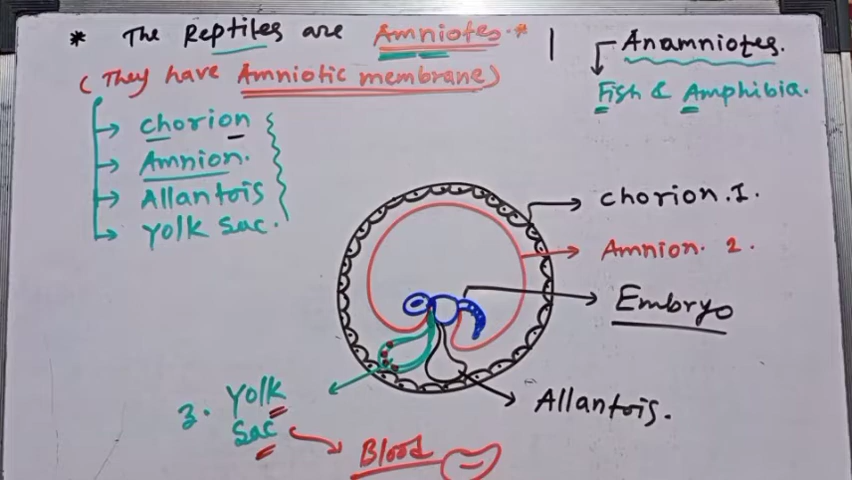 * The Reptiles are Amniotes.*
(They have Amniotic membrane)
chorion
Amnion.
Allantois
Yolk Sac.
Anamniotes.
Fish & Amphibia.
chorion.1.
Amnion. 2.
Embryo
Allantois.
3. Yolk
Sac
Blood